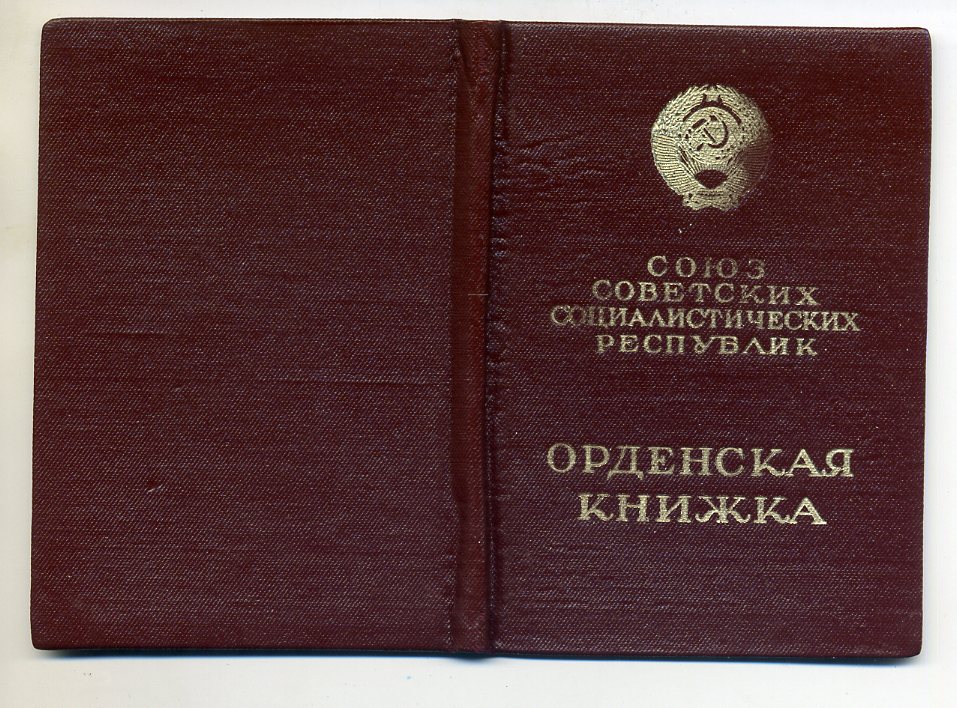 СОЮЗ
СОВЕТСКИХ
СОЦИАЛИСТИЧЕСКИХ
РЕСПУБЛИК
ОРДЕНСКАЯ
КНИЖКА